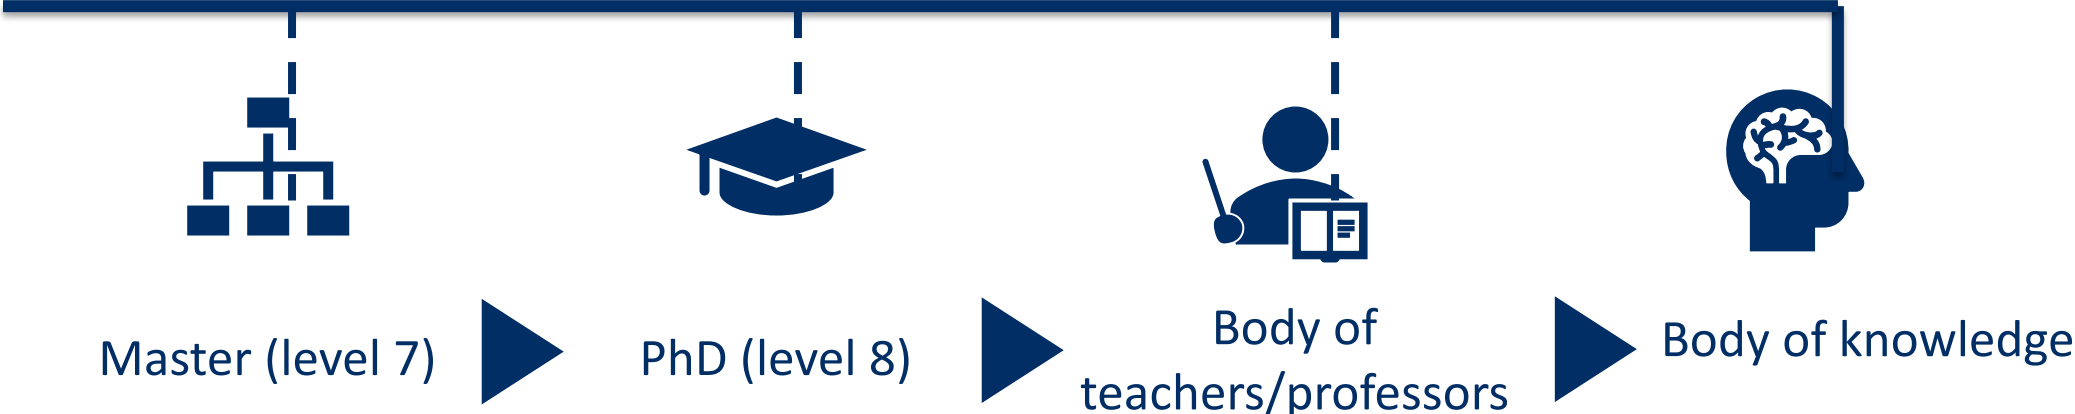 Master (level 7)
PhD (level 8)
Body of
teachers/professors
Body of knowledge